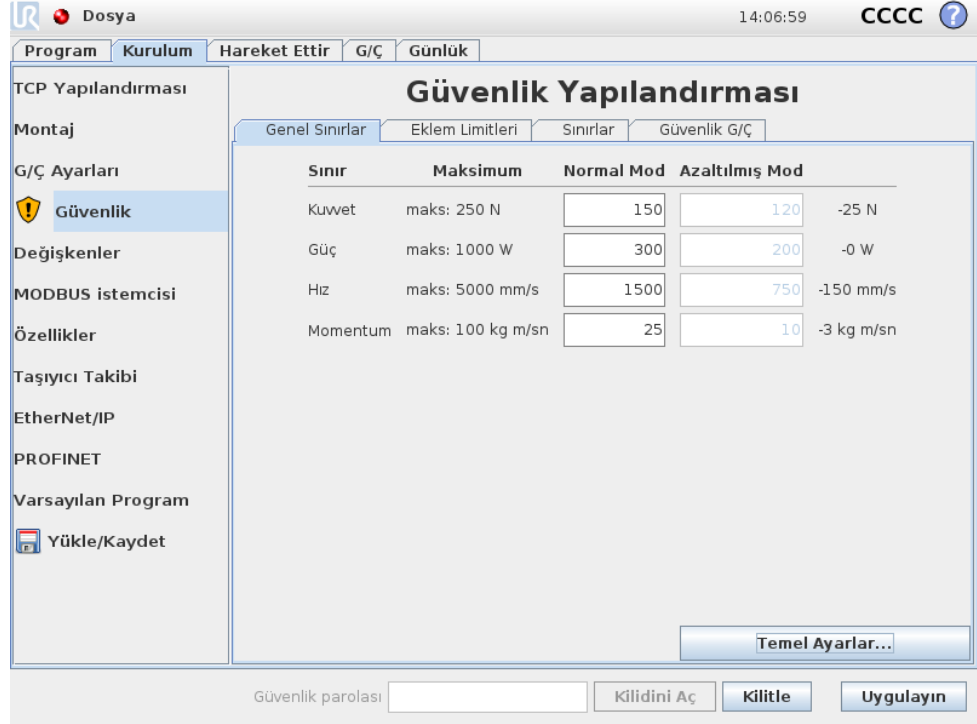 UR Dosya 14:06:59 CCCC ?
Program Kurulum Hareket Ettir G/Ç Günlük
TCP Yapılandırması
Montaj
G/Ç Ayarları
Güvenlik
Değişkenler
MODBUS istemcisi
Özellikler
Taşıyıcı Takibi
EtherNet/IP
PROFINET
Varsayılan Program
Yükle/Kaydet
Güvenlik Yapılandırması
Genel Sınırlar Eklem Limitleri Sınırlar Güvenlik G/Ç
Sınır Maksimum Normal Mod Azaltılmış Mod
Kuvvet maks: 250 N 150 120 -25 N
Güç maks: 1000 W 300 200 -0 W
Hız maks: 5000 mm/s 1500 750 -150 mm/s
Momentum maks: 100 kg m/sn 25 10 -3 kg m/sn
Temel Ayarlar...
Güvenlik parolası Kilidini Aç Kilitle Uygulayın